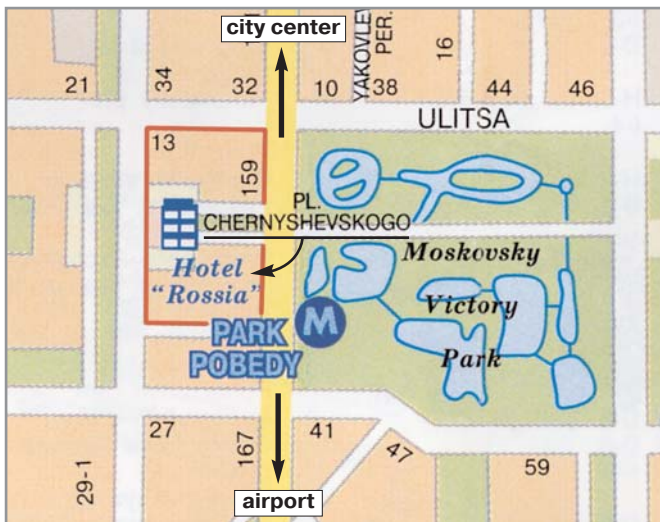 city center
21
34
32
10
YAKOVLEV
PER.
38
16
44
46
ULITSA
13
159
PL.
CHERNYSHEVSKOGO
Moskovsky
Victory
Park
Hotel
"Rossia"
M
PARK
POBEDY
27
167
41
47
59
29-1
airport